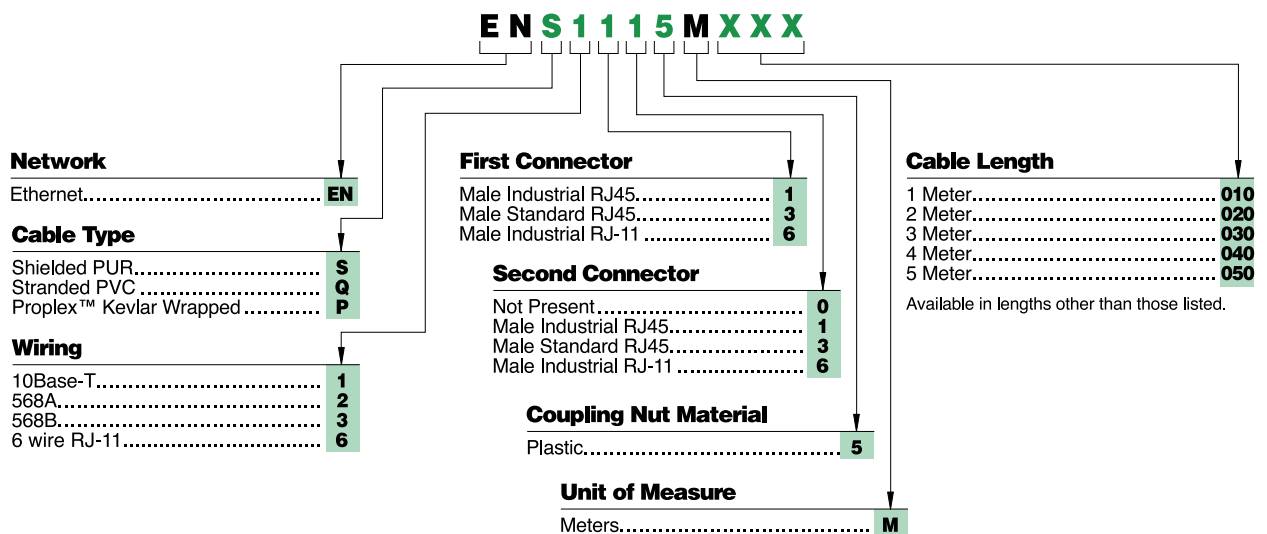 EN S 1 1 1 5 M XXX
Network
Ethernet.......................................... EN
Cable Type
Shielded PUR.............................. S
Stranded PVC............................. Q
Proplex™ Kevlar Wrapped ............ P
Wiring
10Base-T.................................... 1
568A........................................... 2
568B........................................... 3
6 wire RJ-11................................ 6
First Connector
Male Industrial RJ45..................... 1
Male Standard RJ45..................... 3
Male Industrial RJ-11 ................... 6
Second Connector
Not Present................................. 0
Male Industrial RJ45..................... 1
Male Standard RJ45..................... 3
Male Industrial RJ-11 ................... 6
Coupling Nut Material
Plastic.......................................... 5
Unit of Measure
Meters.......................................... M
Cable Length
1 Meter.......................................... 010
2 Meter.......................................... 020
3 Meter.......................................... 030
4 Meter.......................................... 040
5 Meter.......................................... 050
Available in lengths other than those listed.